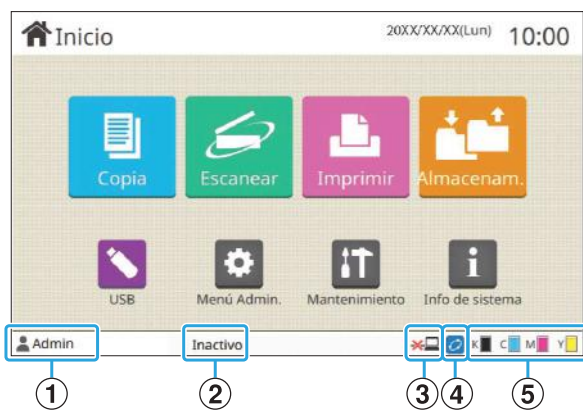 Inicio 20XX/XX/XX(Lun) 10:00
Copia Escanear Imprimir Almacenam.
USB Menú Admin. Mantenimiento Info de sistema
Admin Inactivo K C M Y
1 2 3 4 5